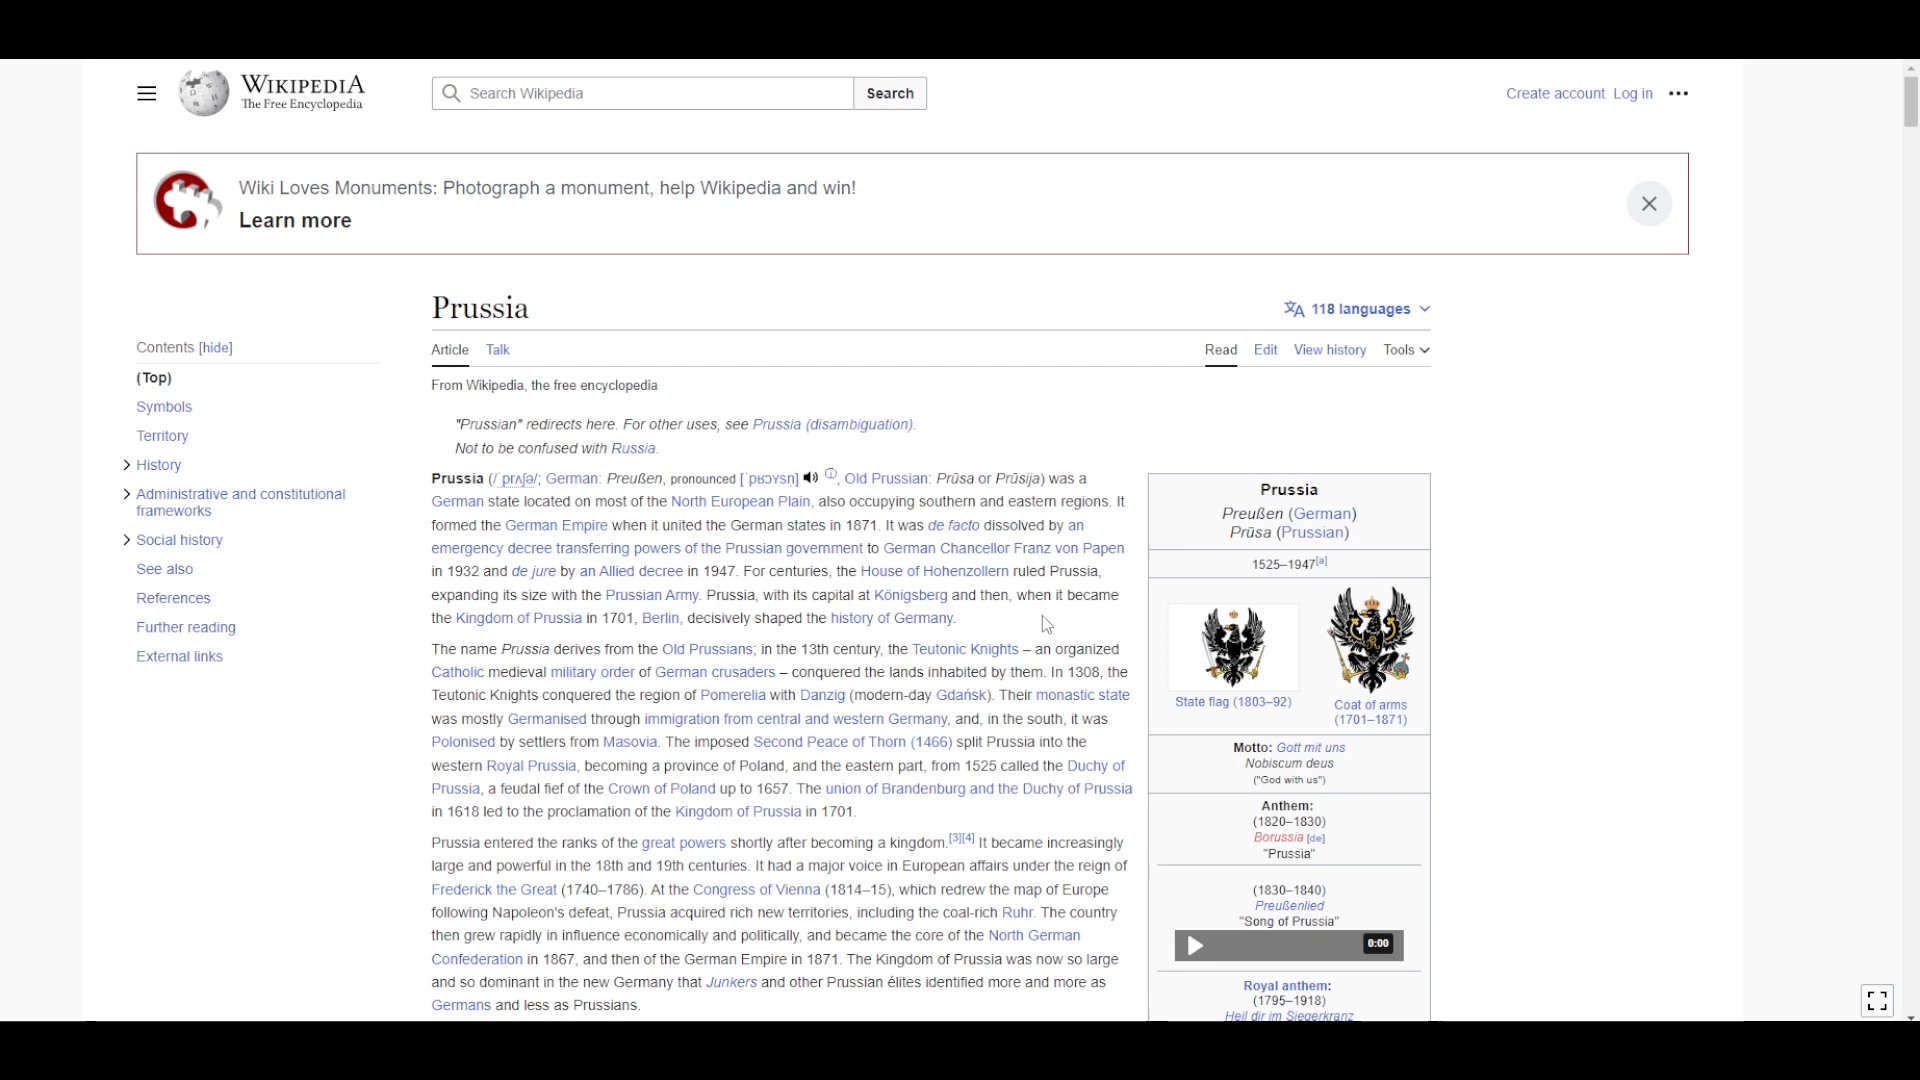 WIKIPEDIA
The Free Encyclopedia
Search Wikipedia
Search
Create account Log in
Wiki Loves Monuments: Photograph a monument, help Wikipedia and win!
Learn more
Prussia
118 languages
Contents [hide]
(Top)
Symbols
Territory
History
Administrative and constitutional
frameworks
Social history
See also
References
Further reading
External links
Article Talk
Read Edit View history Tools
From Wikipedia, the free encyclopedia
"Prussian" redirects here. For other uses, see Prussia (disambiguation).
Not to be confused with Russia.
Prussia (/ˈprʌʃə/; German: Preußen, pronounced [ˈpʁɔʏsn̩] ⓘ, Old Prussian: Prūsa or Prūsija) was a
German state located on most of the North European Plain, also occupying southern and eastern regions. It
formed the German Empire when it united the German states in 1871. It was de facto dissolved by an
emergency decree transferring powers of the Prussian government to German Chancellor Franz von Papen
in 1932 and de jure by an Allied decree in 1947. For centuries, the House of Hohenzollern ruled Prussia,
expanding its size with the Prussian Army. Prussia, with its capital at Königsberg and then, when it became
the Kingdom of Prussia in 1701, Berlin, decisively shaped the history of Germany.
The name Prussia derives from the Old Prussians; in the 13th century, the Teutonic Knights – an organized
Catholic medieval military order of German crusaders – conquered the lands inhabited by them. In 1308, the
Teutonic Knights conquered the region of Pomerelia with Danzig (modern-day Gdańsk). Their monastic state
was mostly Germanised through immigration from central and western Germany, and, in the south, it was
Polonised by settlers from Masovia. The imposed Second Peace of Thorn (1466) split Prussia into the
western Royal Prussia, becoming a province of Poland, and the eastern part, from 1525 called the Duchy of
Prussia, a feudal fief of the Crown of Poland up to 1657. The union of Brandenburg and the Duchy of Prussia
in 1618 led to the proclamation of the Kingdom of Prussia in 1701.
Prussia entered the ranks of the great powers shortly after becoming a kingdom.[3][4] It became increasingly
large and powerful in the 18th and 19th centuries. It had a major voice in European affairs under the reign of
Frederick the Great (1740–1786). At the Congress of Vienna (1814–15), which redrew the map of Europe
following Napoleon's defeat, Prussia acquired rich new territories, including the coal-rich Ruhr. The country
then grew rapidly in influence economically and politically, and became the core of the North German
Confederation in 1867, and then of the German Empire in 1871. The Kingdom of Prussia was now so large
and so dominant in the new Germany that Junkers and other Prussian élites identified more and more as
Germans and less as Prussians.
Prussia
Preußen (German)
Prūsa (Prussian)
1525–1947[a]
State flag (1803–92)
Coat of arms
(1701–1871)
Motto: Gott mit uns
Nobiscum deus
("God with us")
Anthem:
(1820–1830)
Borussia [de]
"Prussia"
(1830–1840)
Preußenlied
"Song of Prussia"
0:00
Royal anthem:
(1795–1918)
Heil dir im Siegerkranz